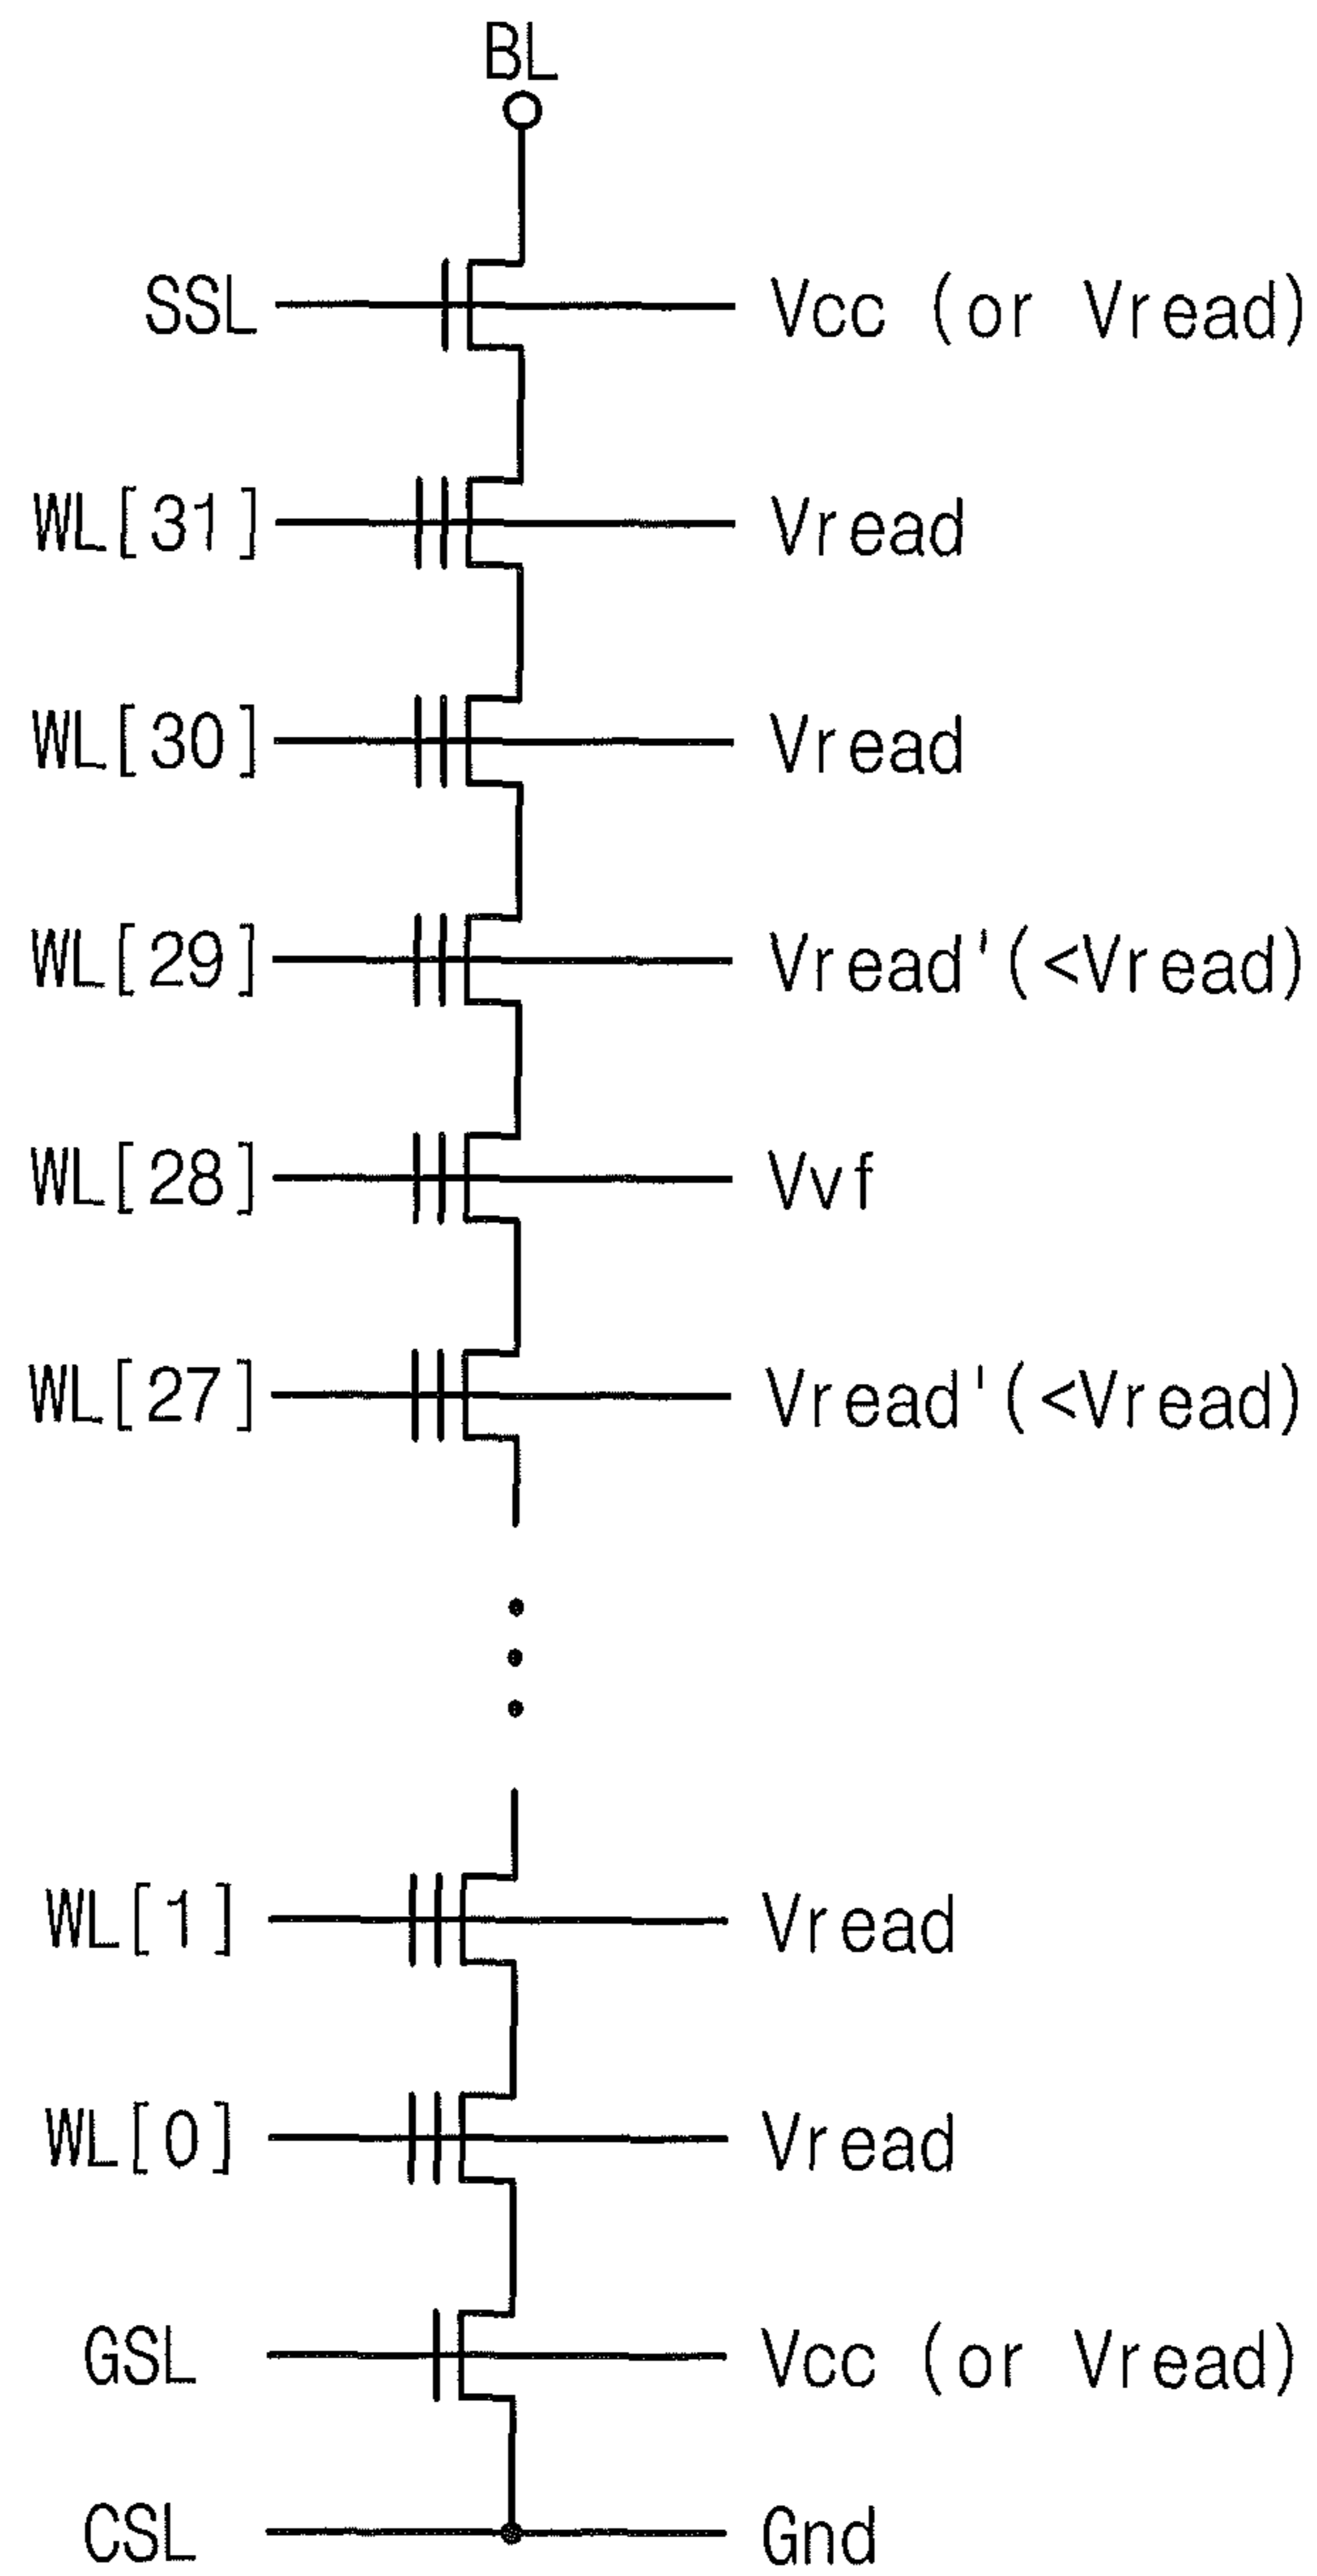 BL
SSL Vcc (or Vread)
WL[31] Vread
WL[30] Vread
WL[29] Vread'(<Vread)
WL[28] Vvf
WL[27] Vread'(<Vread)
WL[1] Vread
WL[0] Vread
GSL Vcc (or Vread)
CSL Gnd